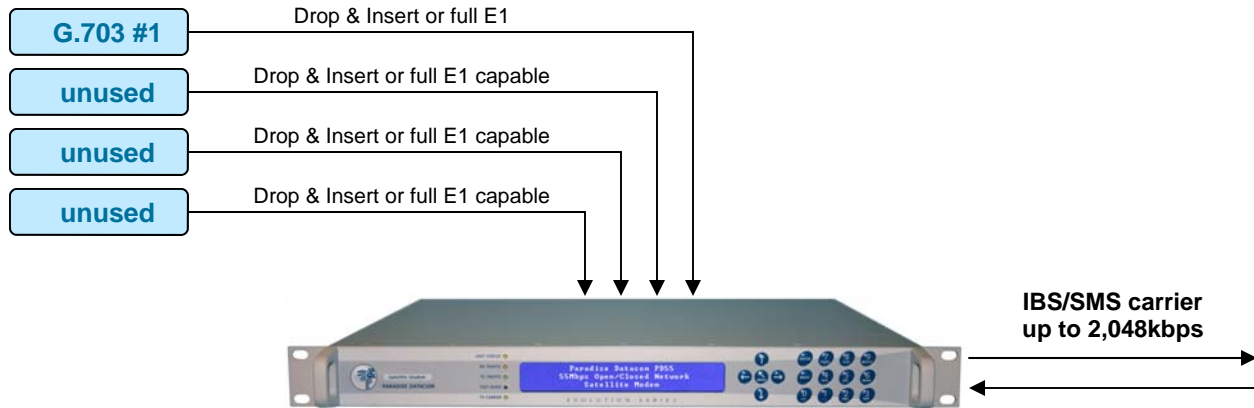 G.703 #1
Drop & Insert or full E1
unused
Drop & Insert or full E1 capable
unused
Drop & Insert or full E1 capable
unused
Drop & Insert or full E1 capable
IBS/SMS carrier
up to 2,048kbps
Paradise Datacom PD55
55Mbps Open/Closed Network
Satellite Modem
PARADISE DATACOM
EVOLUTION SERIES